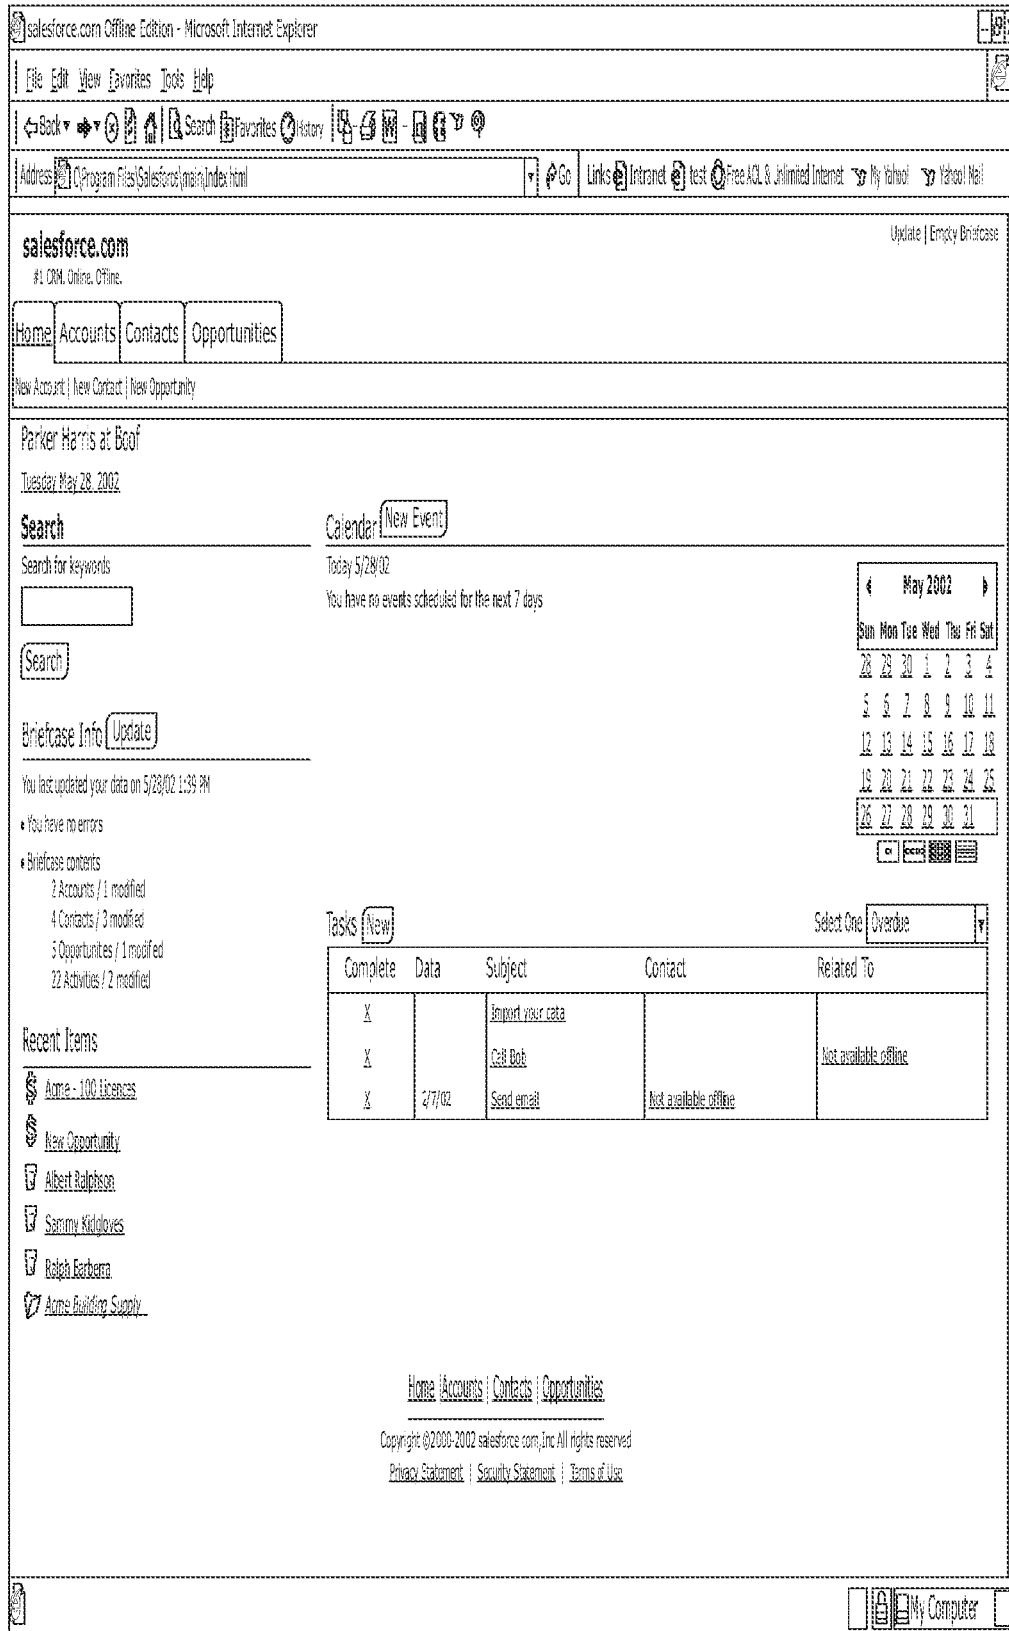 salesforce.com Offline Edition - Microsoft Internet Explorer
File Edit View Favorites Tools Help
Back Search Favorites History
Address C:\Program Files\Salesforce\main\index.html Go Links Intranet test Free AOL & Unlimited Internet My Yahoo! Yahoo! Mail
salesforce.com
Update | Empty Briefcase
#1 CRM. Online. Offline.
Home Accounts Contacts Opportunities
New Account | New Contact | New Opportunity
Parker Harris at Boof
Tuesday May 28, 2002
Search
Search for keywords
Search
Briefcase Info Update
You last updated your data on 5/28/02 1:39 PM
• You have no errors
• Briefcase contents
2 Accounts / 1 modified
4 Contacts / 3 modified
5 Opportunities / 1 modified
22 Activities / 2 modified
Recent Items
Acme - 100 Licences
New Opportunity
Albert Ralphson
Sammy Kidgloves
Ralph Barberra
Acme Building Supply
Calendar New Event
Today 5/28/02
You have no events scheduled for the next 7 days
May 2002
Sun Mon Tue Wed Thu Fri Sat
28 29 30 1 2 3 4
5 6 7 8 9 10 11
12 13 14 15 16 17 18
19 20 21 22 23 24 25
26 27 28 29 30 31
Tasks New
Select One Overdue
Complete Data Subject Contact Related To
X Import your data
X Call Bob Not available offline
X 2/7/02 Send email Not available offline
Home | Accounts | Contacts | Opportunities
Copyright ©2000-2002 salesforce.com, Inc All rights reserved
Privacy Statement | Security Statement | Terms of Use
My Computer